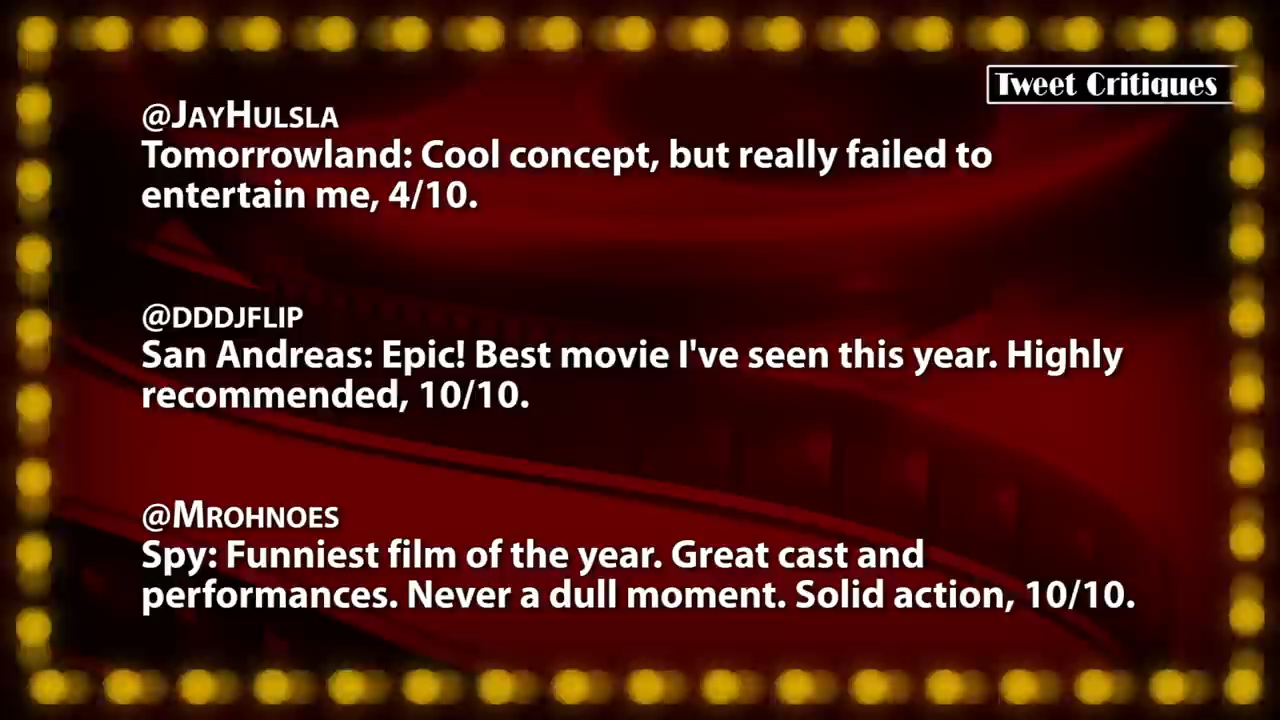 Tweet Critiques
@JayHulsla
Tomorrowland: Cool concept, but really failed to
entertain me, 4/10.
@dddjflip
San Andreas: Epic! Best movie I've seen this year. Highly
recommended, 10/10.
@Mrohnoes
Spy: Funniest film of the year. Great cast and
performances. Never a dull moment. Solid action, 10/10.